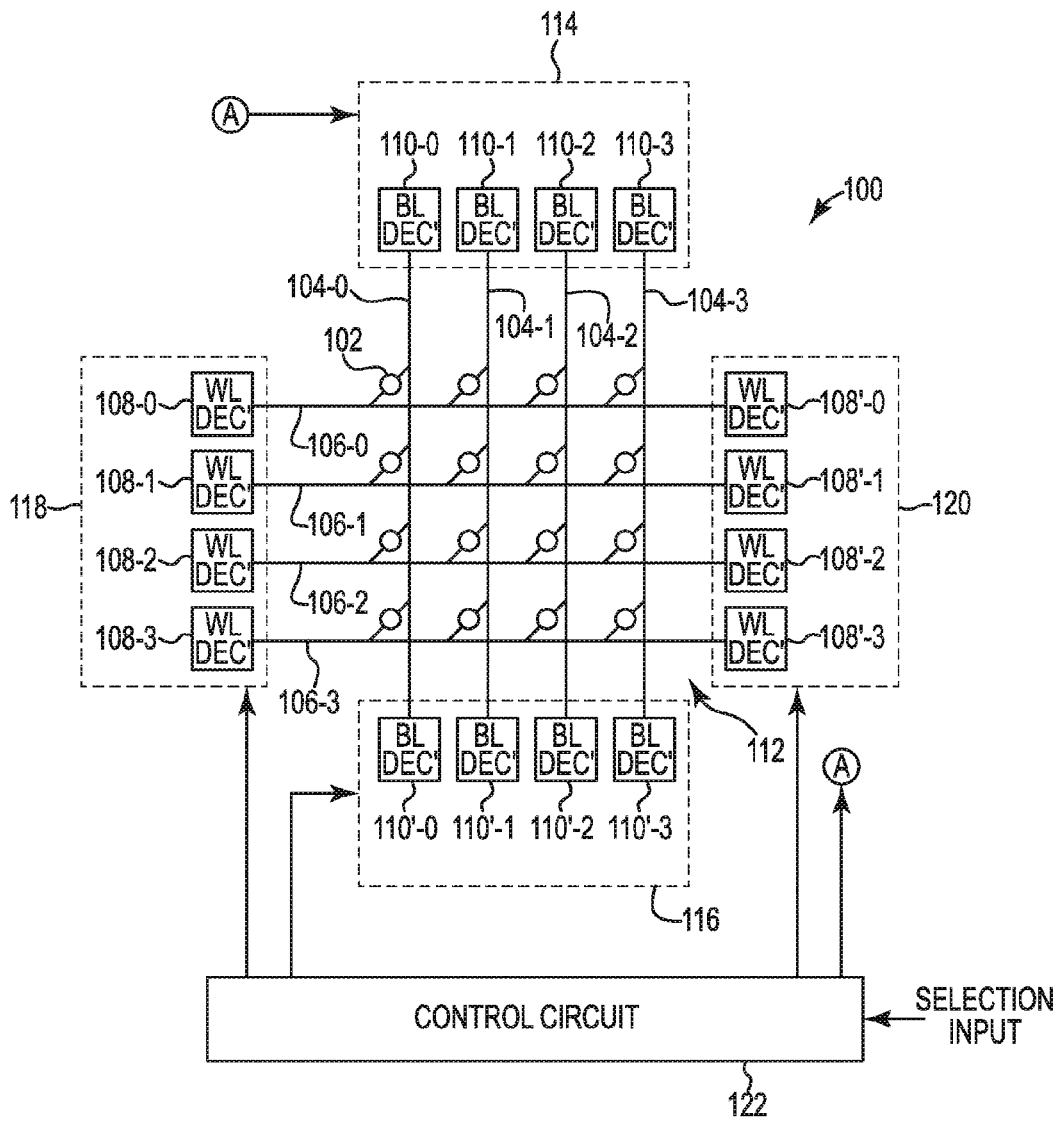 114
A
110-0 110-1 110-2 110-3
BL DEC' BL DEC' BL DEC' BL DEC'
100
104-0 104-1 104-2 104-3
102
108-0 WL DEC' WL DEC' 108'-0
106-0
108-1 WL DEC' WL DEC' 108'-1
118 106-1 120
108-2 WL DEC' WL DEC' 108'-2
106-2
108-3 WL DEC' WL DEC' 108'-3
106-3
112
BL DEC' BL DEC' BL DEC' BL DEC'
A
110'-0 110'-1 110'-2 110'-3
116
CONTROL CIRCUIT
SELECTION
INPUT
122